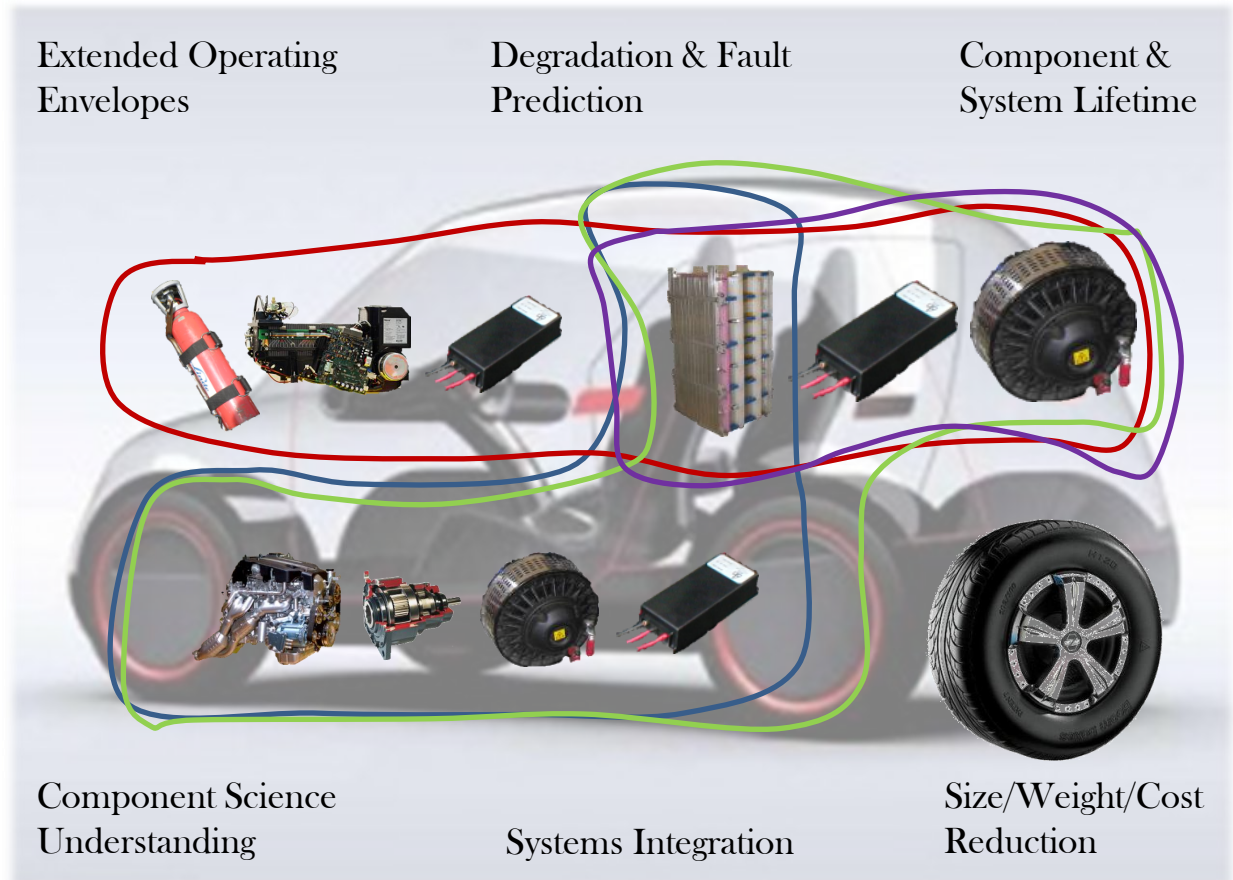 Extended Operating
Envelopes
Degradation & Fault
Prediction
Component &
System Lifetime
Component Science
Understanding
Systems Integration
Size/Weight/Cost
Reduction